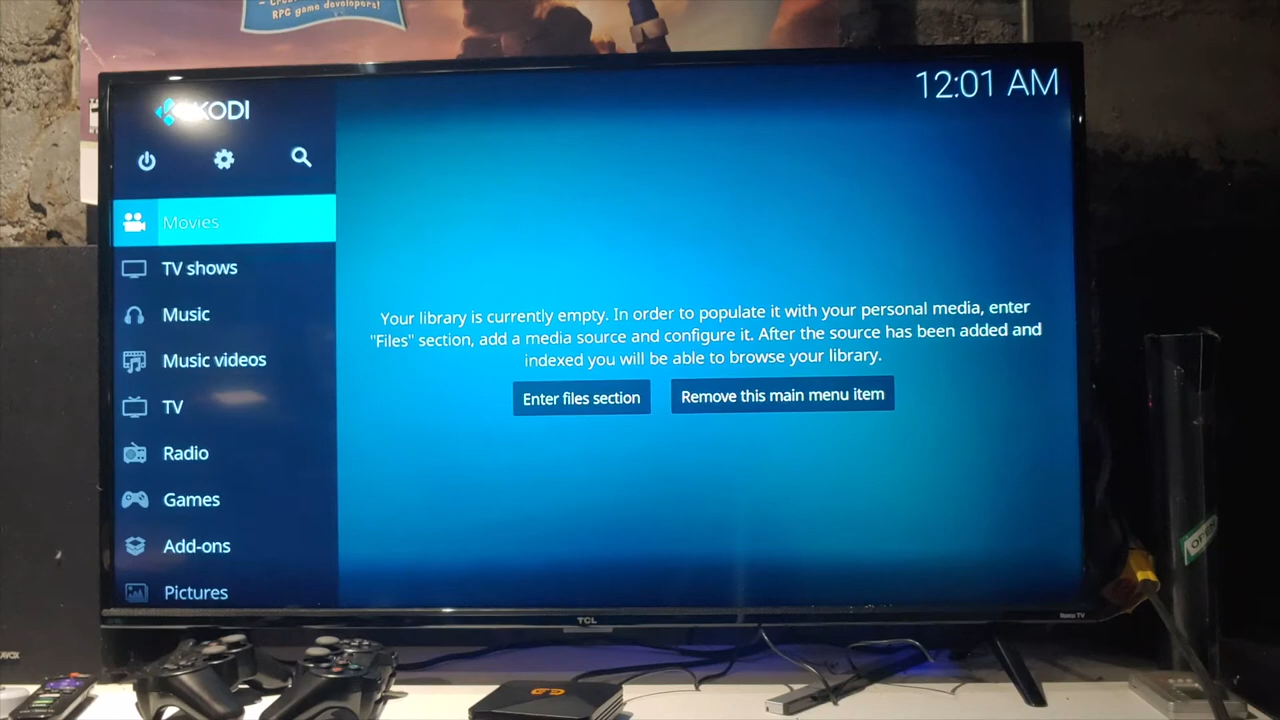 - Create
RPG game developers!
12:01 AM
KODI
Movies
TV shows
Music
Music videos
TV
Radio
Games
Add-ons
Pictures
Your library is currently empty. In order to populate it with your personal media, enter
"Files" section, add a media source and configure it. After the source has been added and
indexed you will be able to browse your library.
Enter files section
Remove this main menu item
TCL
Roku TV